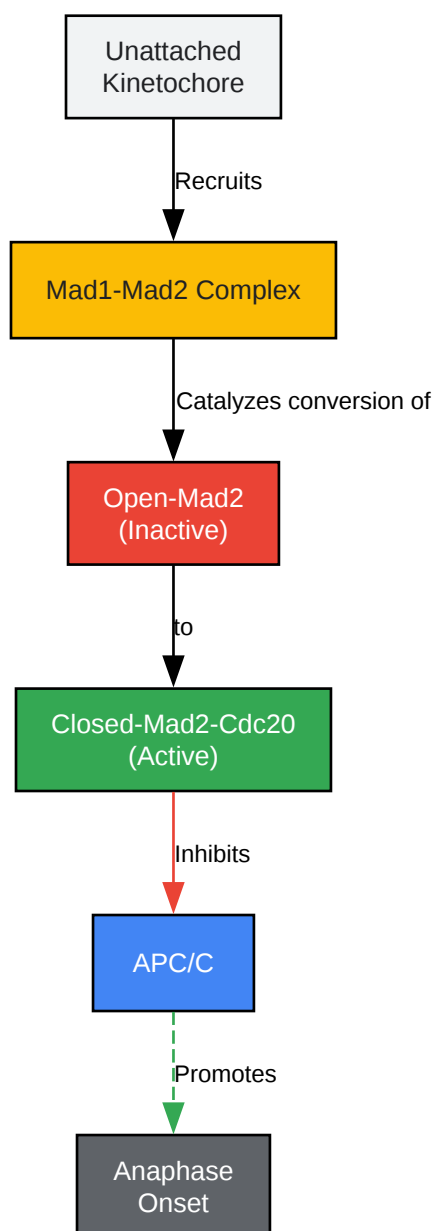 Unattached
Kinetochore
Recruits
Mad1-Mad2 Complex
Catalyzes conversion of
Open-Mad2
(Inactive)
to
Closed-Mad2-Cdc20
(Active)
Inhibits
APC/C
Promotes
Anaphase
Onset